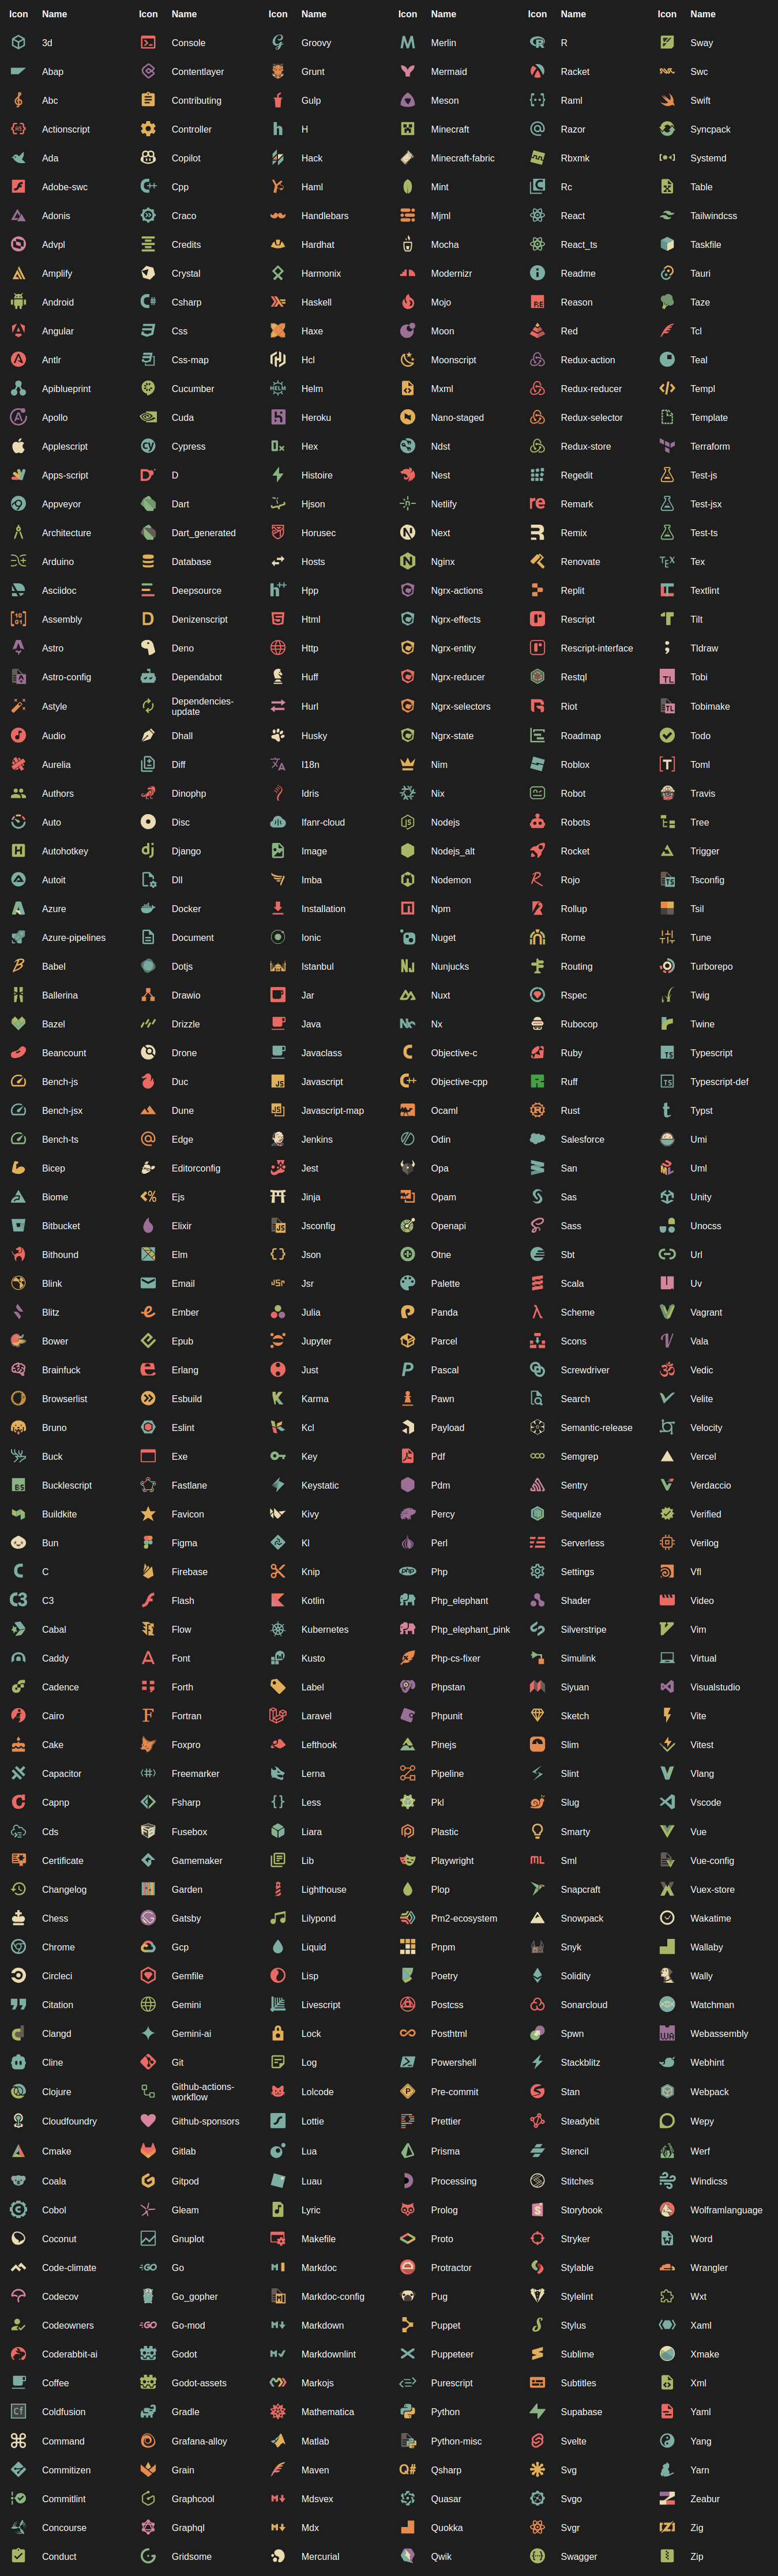 Icon Name Icon Name Icon Name Icon Name Icon Name Icon Name
3d Console Groovy Merlin R Sway
Abap Contentlayer Grunt Mermaid Racket Swc
Abc Contributing Gulp Meson Raml Swift
Actionscript Controller H Minecraft Razor Syncpack
Ada Copilot Hack Minecraft-fabric Rbxmk Systemd
Adobe-swc Cpp Haml Mint Rc Table
Adonis Craco Handlebars Mjml React Tailwindcss
Advpl Credits Hardhat Mocha React_ts Taskfile
Amplify Crystal Harmonix Modernizr Readme Tauri
Android Csharp Haskell Mojo Reason Taze
Angular Css Haxe Moon Red Tcl
Antlr Css-map Hcl Moonscript Redux-action Teal
Apiblueprint Cucumber Helm Mxml Redux-reducer Templ
Apollo Cuda Heroku Nano-staged Redux-selector Template
Applescript Cypress Hex Ndst Redux-store Terraform
Apps-script D Histoire Nest Regedit Test-js
Appveyor Dart Hjson Netlify Remark Test-jsx
Architecture Dart_generated Horusec Next Remix Test-ts
Arduino Database Hosts Nginx Renovate Tex
Asciidoc Deepsource Hpp Ngrx-actions Replit Textlint
Assembly Denizenscript Html Ngrx-effects Rescript Tilt
Astro Deno Http Ngrx-entity Rescript-interface Tldraw
Astro-config Dependabot Huff Ngrx-reducer Restql Tobi
Astyle Dependencies-update Hurl Ngrx-selectors Riot Tobimake
Audio Dhall Husky Ngrx-state Roadmap Todo
Aurelia Diff I18n Nim Roblox Toml
Authors Dinophp Idris Nix Robot Travis
Auto Disc Ifanr-cloud Nodejs Robots Tree
Autohotkey Django Image Nodejs_alt Rocket Trigger
Autoit Dll Imba Nodemon Rojo Tsconfig
Azure Docker Installation Npm Rollup Tsil
Azure-pipelines Document Ionic Nuget Rome Tune
Babel Dotjs Istanbul Nunjucks Routing Turborepo
Ballerina Drawio Jar Nuxt Rspec Twig
Bazel Drizzle Java Nx Rubocop Twine
Beancount Drone Javaclass Objective-c Ruby Typescript
Bench-js Duc Javascript Objective-cpp Ruff Typescript-def
Bench-jsx Dune Javascript-map Ocaml Rust Typst
Bench-ts Edge Jenkins Odin Salesforce Umi
Bicep Editorconfig Jest Opa San Uml
Biome Ejs Jinja Opam Sas Unity
Bitbucket Elixir Jsconfig Openapi Sass Unocss
Bithound Elm Json Otne Sbt Url
Blink Email Jsr Palette Scala Uv
Blitz Ember Julia Panda Scheme Vagrant
Bower Epub Jupyter Parcel Scons Vala
Brainfuck Erlang Just Pascal Screwdriver Vedic
Browserlist Esbuild Karma Pawn Search Velite
Bruno Eslint Kcl Payload Semantic-release Velocity
Buck Exe Key Pdf Semgrep Vercel
Bucklescript Fastlane Keystatic Pdm Sentry Verdaccio
Buildkite Favicon Kivy Percy Sequelize Verified
Bun Figma Kl Perl Serverless Verilog
C Firebase Knip Php Settings Vfl
C3 Flash Kotlin Php_elephant Shader Video
Cabal Flow Kubernetes Php_elephant_pink Silverstripe Vim
Caddy Font Kusto Php-cs-fixer Simulink Virtual
Cadence Forth Label Phpstan Siyuan Visualstudio
Cairo Fortran Laravel Phpunit Sketch Vite
Cake Foxpro Lefthook Pinejs Slim Vitest
Capacitor Freemarker Lerna Pipeline Slint Vlang
Capnp Fsharp Less Pkl Slug Vscode
Cds Fusebox Liara Plastic Smarty Vue
Certificate Gamemaker Lib Playwright Sml Vue-config
Changelog Garden Lighthouse Plop Snapcraft Vuex-store
Chess Gatsby Lilypond Pm2-ecosystem Snowpack Wakatime
Chrome Gcp Liquid Pnpm Snyk Wallaby
Circleci Gemfile Lisp Poetry Solidity Wally
Citation Gemini Livescript Postcss Sonarcloud Watchman
Clangd Gemini-ai Lock Posthtml Spwn Webassembly
Cline Git Log Powershell Stackblitz Webhint
Clojure Github-actions-workflow Lolcode Pre-commit Stan Webpack
Cloudfoundry Github-sponsors Lottie Prettier Steadybit Wepy
Cmake Gitlab Lua Prisma Stencil Werf
Coala Gitpod Luau Processing Stitches Windicss
Cobol Gleam Lyric Prolog Storybook Wolframlanguage
Coconut Gnuplot Makefile Proto Stryker Word
Code-climate Go Markdoc Protractor Stylable Wrangler
Codecov Go_gopher Markdoc-config Pug Stylelint Wxt
Codeowners Go-mod Markdown Puppet Stylus Xaml
Coderabbit-ai Godot Markdownlint Puppeteer Sublime Xmake
Coffee Godot-assets Markojs Purescript Subtitles Xml
Coldfusion Gradle Mathematica Python Supabase Yaml
Command Grafana-alloy Matlab Python-misc Svelte Yang
Commitizen Grain Maven Qsharp Svg Yarn
Commitlint Graphcool Mdsvex Quasar Svgo Zeabur
Concourse Graphql Mdx Quokka Svgr Zig
Conduct Gridsome Mercurial Qwik Swagger Zip